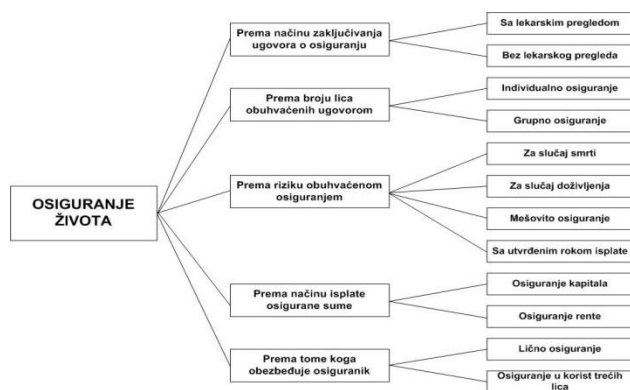 OSIGURANJE
ŽIVOTA
Prema načinu zaključivanja
ugovora o osiguranju
Sa lekarskim pregledom
Bez lekarskog pregleda
Prema broju lica
obuhvaćenih ugovorom
Individualno osiguranje
Grupno osiguranje
Prema riziku obuhvaćenom
osiguranjem
Za slučaj smrti
Za slučaj doživljenja
Mešovito osiguranje
Sa utvrđenim rokom isplate
Prema načinu isplate
osigurane sume
Osiguranje kapitala
Osiguranje rente
Prema tome koga
obezbeđuje osiguranik
Lično osiguranje
Osiguranje u korist trećih
lica